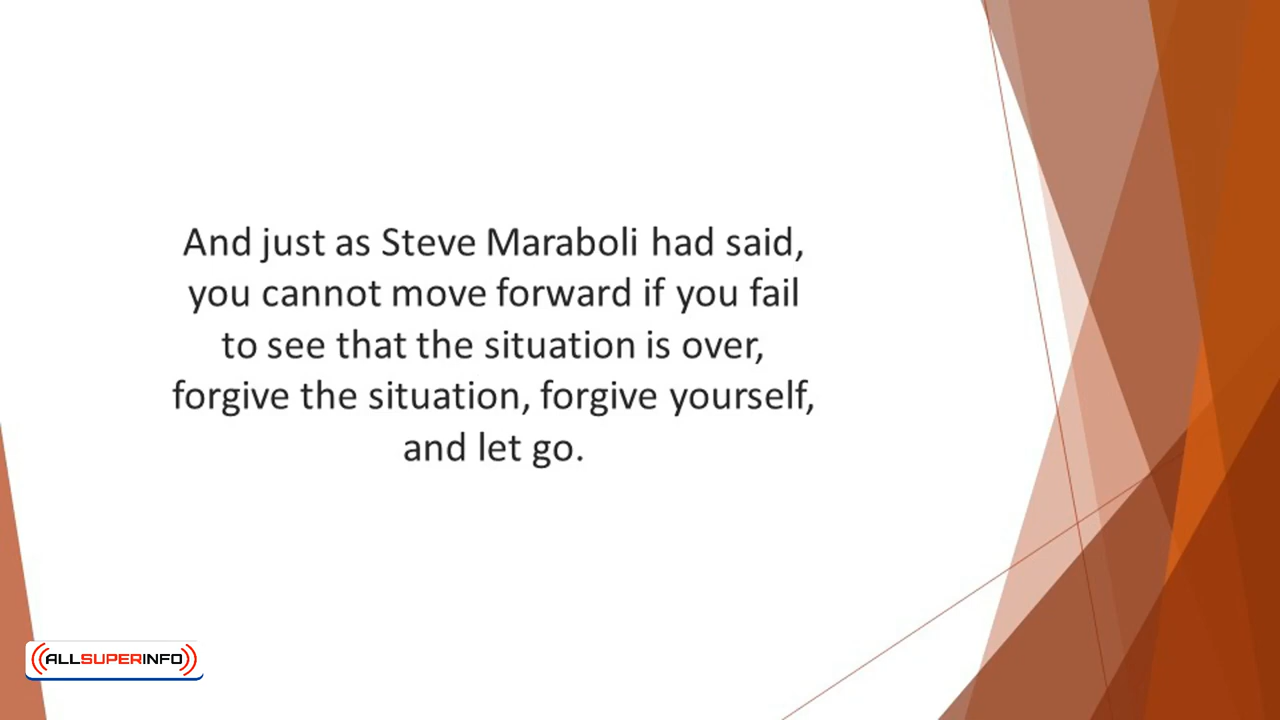 And just as Steve Maraboli had said,
you cannot move forward if you fail
to see that the situation is over,
forgive the situation, forgive yourself,
and let go.
ALLSUPERINFO